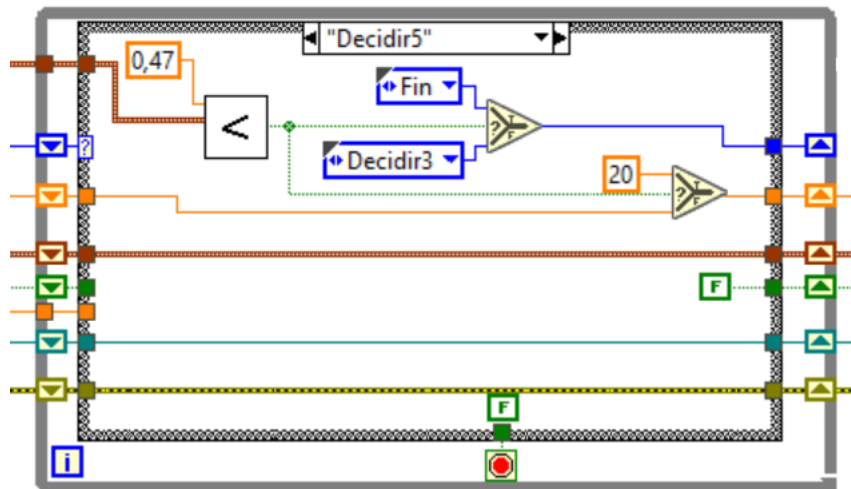 "Decidir5"
0,47
Fin
<
?
Decidir3
?
T
F
20
?
T
F
F
F
i